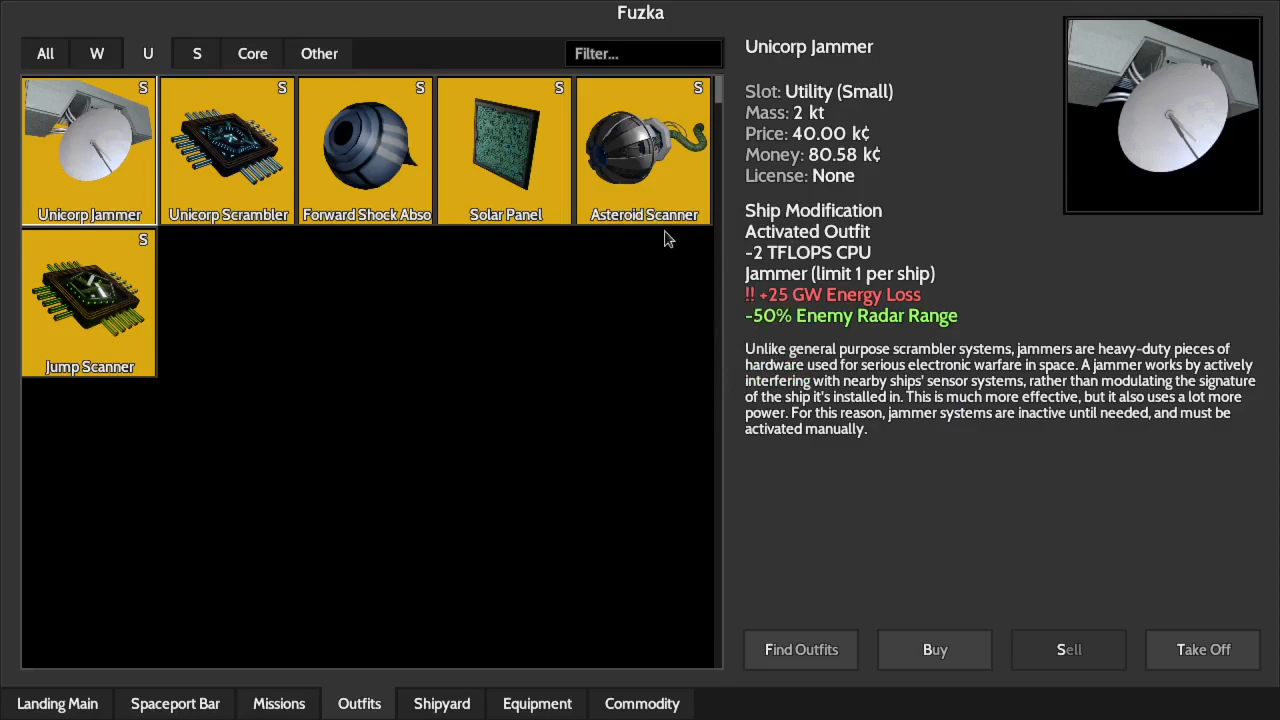 Fuzka
All W U S Core Other Filter...
S S S S S
Unicorp Jammer Unicorp Scrambler Forward Shock Abso Solar Panel Asteroid Scanner
S
Jump Scanner
Unicorp Jammer
Slot: Utility (Small)
Mass: 2 kt
Price: 40.00 k¢
Money: 80.58 k¢
License: None
Ship Modification
Activated Outfit
-2 TFLOPS CPU
Jammer (limit 1 per ship)
!! +25 GW Energy Loss
-50% Enemy Radar Range
Unlike general purpose scrambler systems, jammers are heavy-duty pieces of
hardware used for serious electronic warfare in space. A jammer works by actively
interfering with nearby ships' sensor systems, rather than modulating the signature
of the ship it's installed in. This is much more effective, but it also uses a lot more
power. For this reason, jammer systems are inactive until needed, and must be
activated manually.
Find Outfits Buy Sell Take Off
Landing Main Spaceport Bar Missions Outfits Shipyard Equipment Commodity